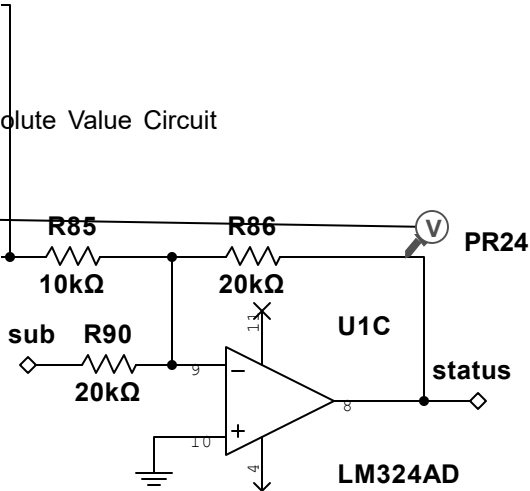 olute Value Circuit
R85
R86
V
PR24
10kΩ
20kΩ
11
U1C
sub
R90
status
9
20kΩ
8
10
4
LM324AD